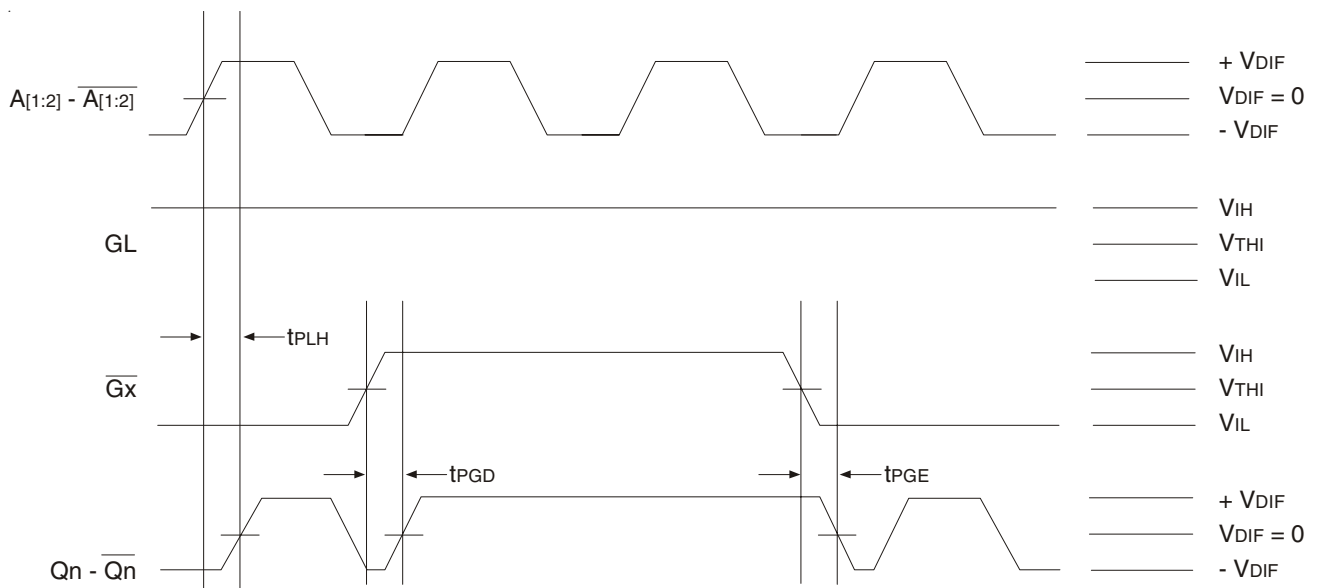 A[1:2] - A[1:2]
+ VDIF
VDIF = 0
- VDIF
GL
VIH
VTHI
VIL
tPLH
Gx
VIH
VTHI
VIL
tPGD
tPGE
Qn - Qn
+ VDIF
VDIF = 0
- VDIF